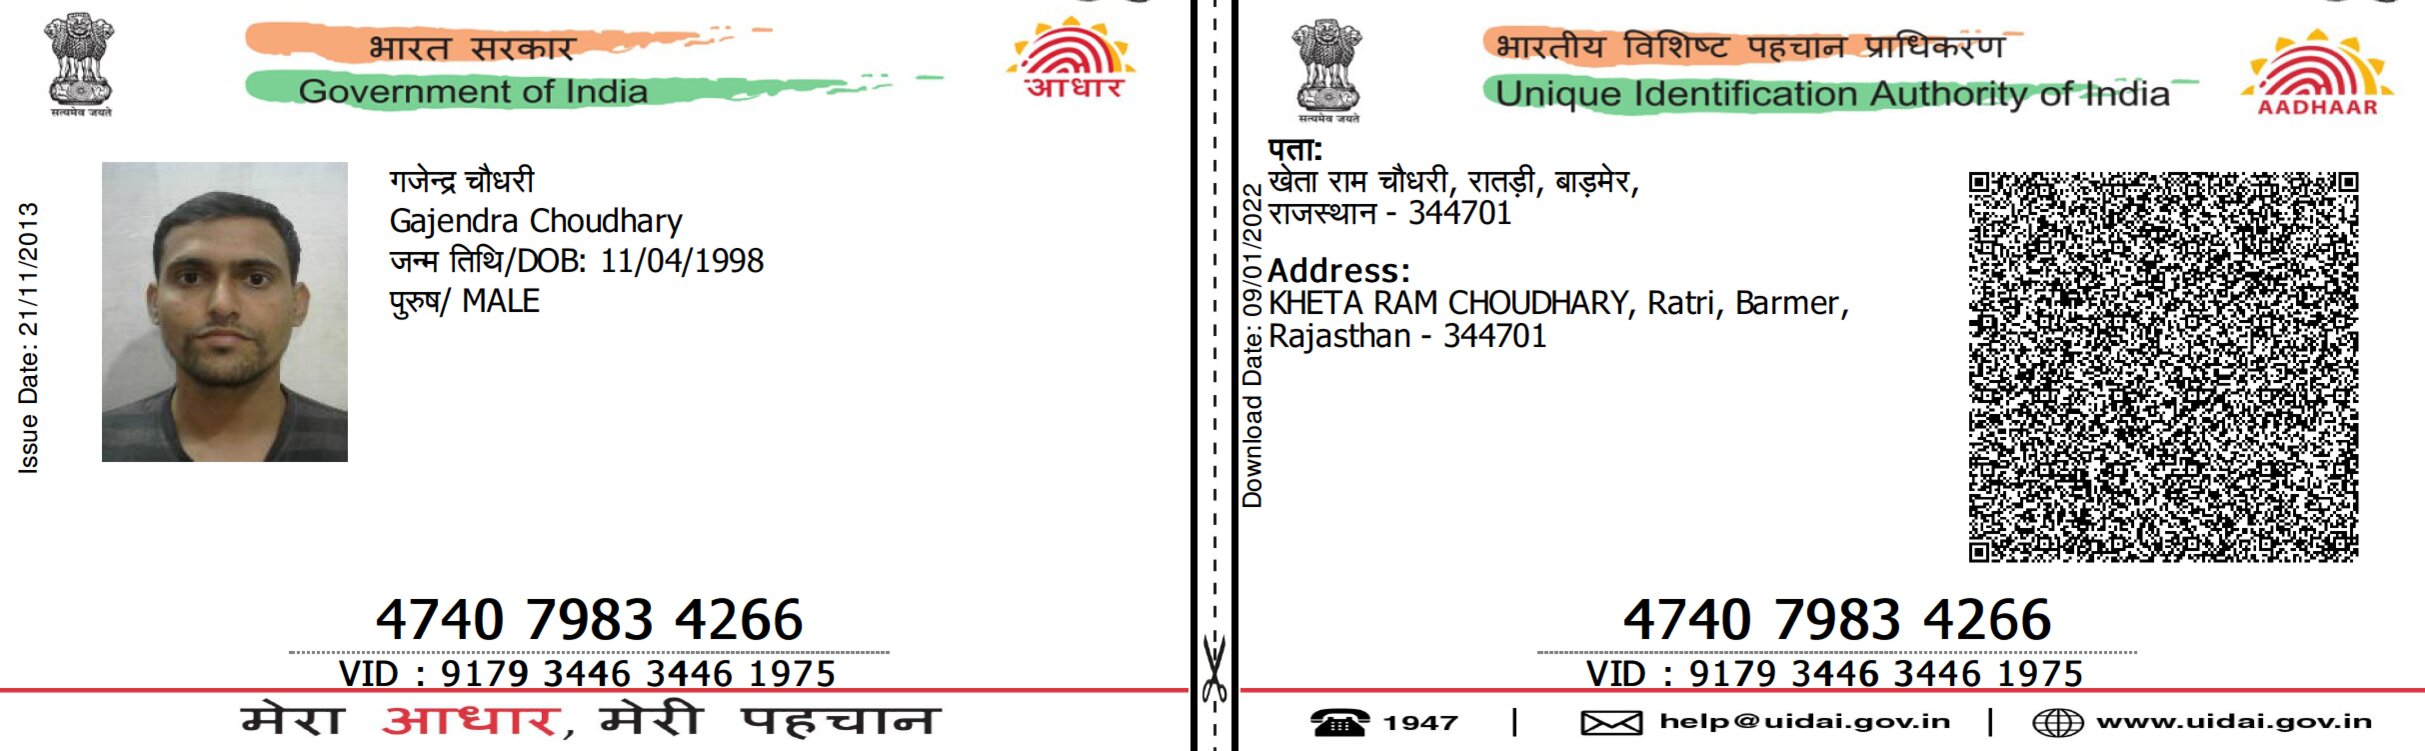 भारत सरकार
Government of India
सत्यमेव जयते
आधार
Issue Date: 21/11/2013
गजेन्द्र चौधरी
Gajendra Choudhary
जन्म तिथि/DOB: 11/04/1998
पुरुष/ MALE
4740 7983 4266
VID : 9179 3446 3446 1975
मेरा आधार, मेरी पहचान
भारतीय विशिष्ट पहचान प्राधिकरण
Unique Identification Authority of India
सत्यमेव जयते
AADHAAR
Download Date: 09/01/2022
पता:
खेता राम चौधरी, रातड़ी, बाड़मेर,
राजस्थान - 344701
Address:
KHETA RAM CHOUDHARY, Ratri, Barmer,
Rajasthan - 344701
4740 7983 4266
VID : 9179 3446 3446 1975
1947 | help@uidai.gov.in | www.uidai.gov.in